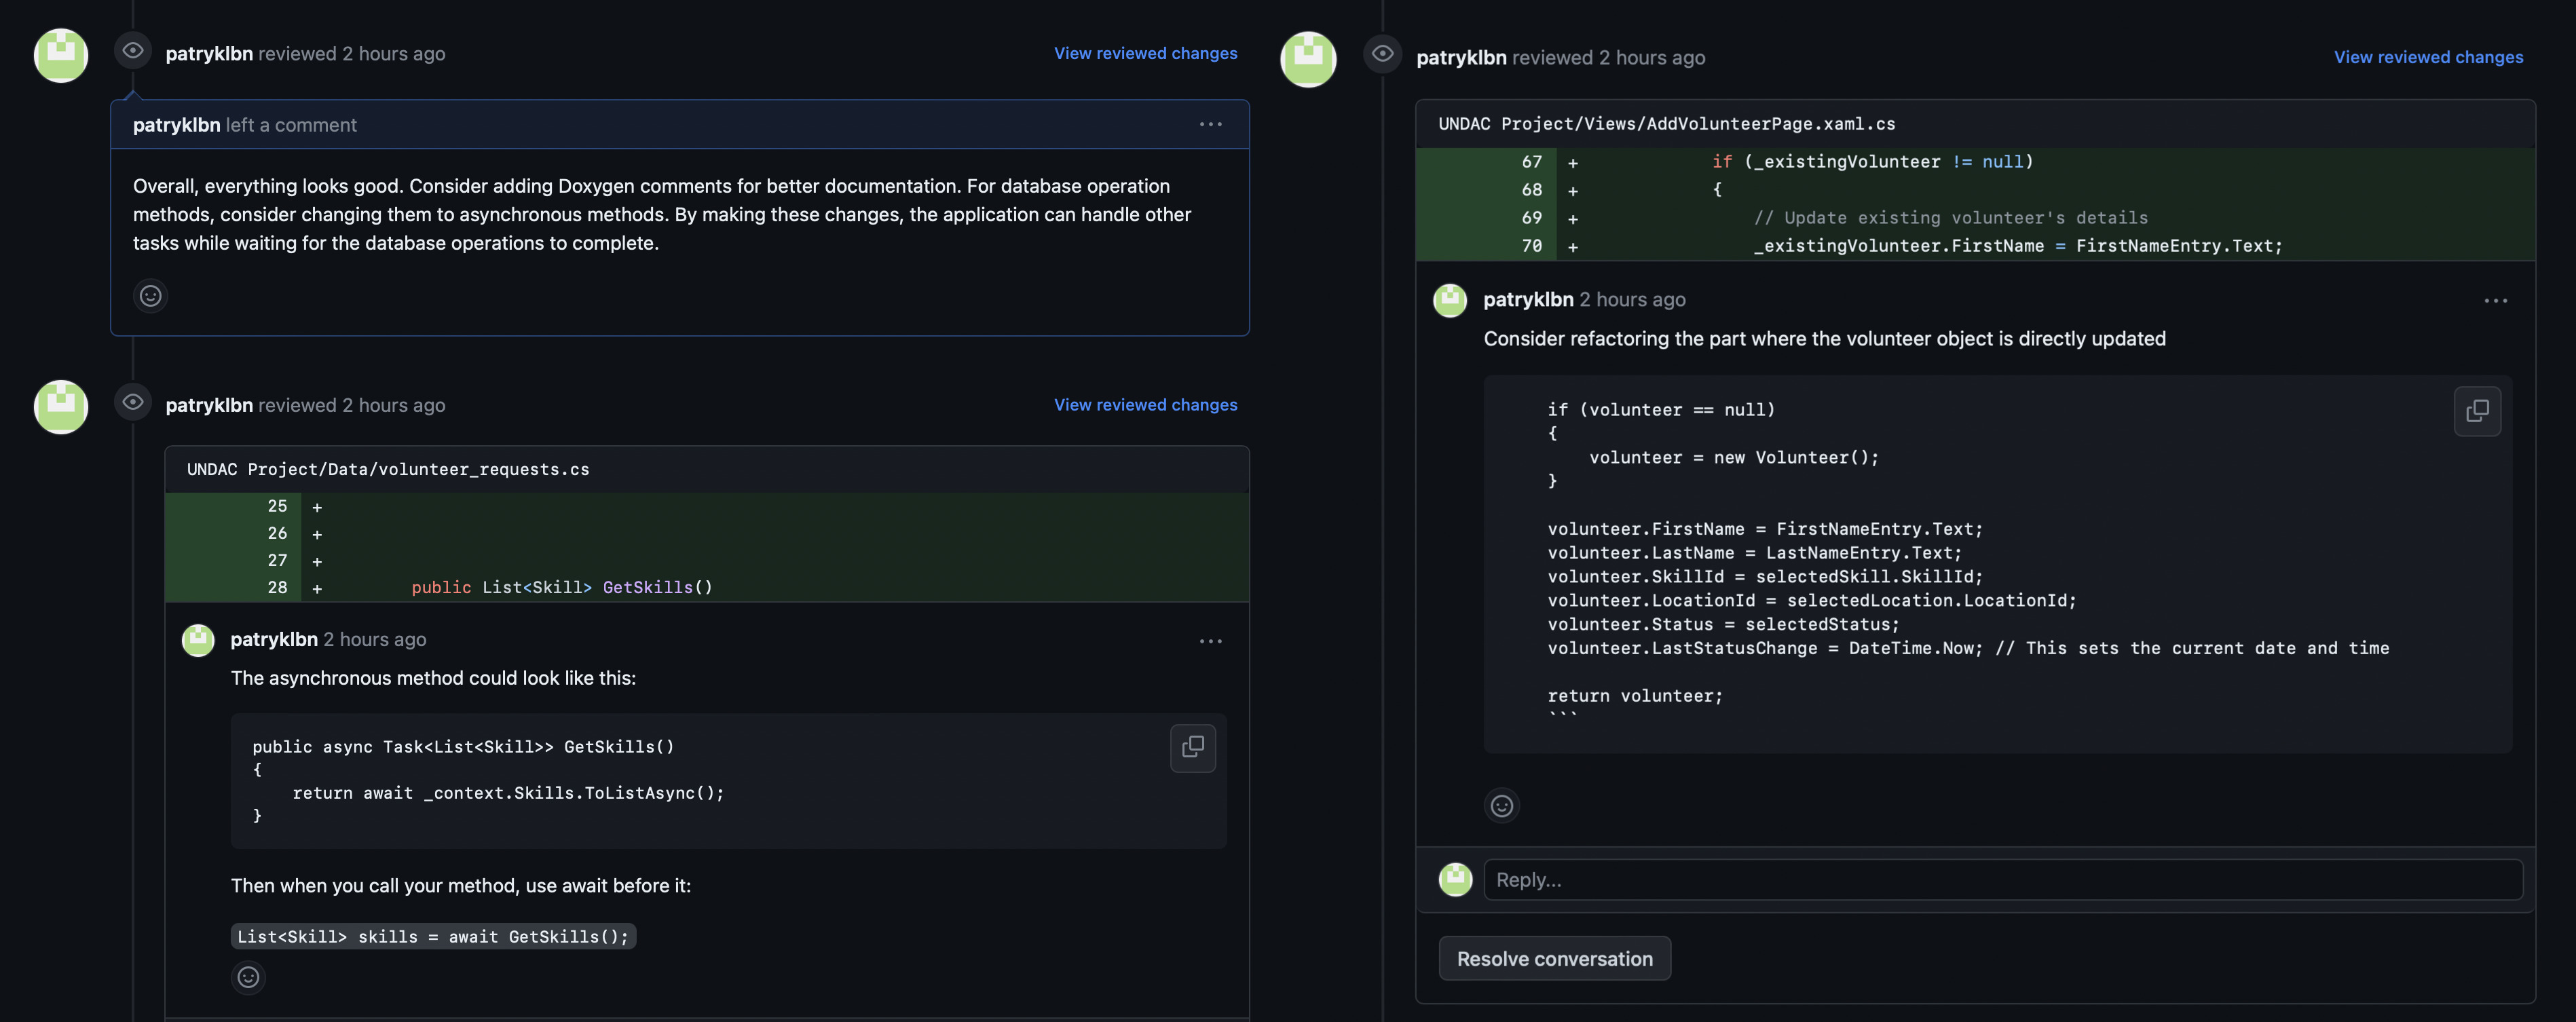 patryklbn reviewed 2 hours ago
View reviewed changes
patryklbn left a comment
Overall, everything looks good. Consider adding Doxygen comments for better documentation. For database operation
methods, consider changing them to asynchronous methods. By making these changes, the application can handle other
tasks while waiting for the database operations to complete.
patryklbn reviewed 2 hours ago
View reviewed changes
UNDAC Project/Data/volunteer_requests.cs
25 +
26 +
27 +
28 + public List<Skill> GetSkills()
patryklbn 2 hours ago
The asynchronous method could look like this:
public async Task<List<Skill>> GetSkills()
{
    return await _context.Skills.ToListAsync();
}
Then when you call your method, use await before it:
List<Skill> skills = await GetSkills();
patryklbn reviewed 2 hours ago
View reviewed changes
UNDAC Project/Views/AddVolunteerPage.xaml.cs
67 + if (_existingVolunteer != null)
68 + {
69 + // Update existing volunteer's details
70 + _existingVolunteer.FirstName = FirstNameEntry.Text;
patryklbn 2 hours ago
Consider refactoring the part where the volunteer object is directly updated
if (volunteer == null)
{
    volunteer = new Volunteer();
}
volunteer.FirstName = FirstNameEntry.Text;
volunteer.LastName = LastNameEntry.Text;
volunteer.SkillId = selectedSkill.SkillId;
volunteer.LocationId = selectedLocation.LocationId;
volunteer.Status = selectedStatus;
volunteer.LastStatusChange = DateTime.Now; // This sets the current date and time
return volunteer;
```
Reply...
Resolve conversation